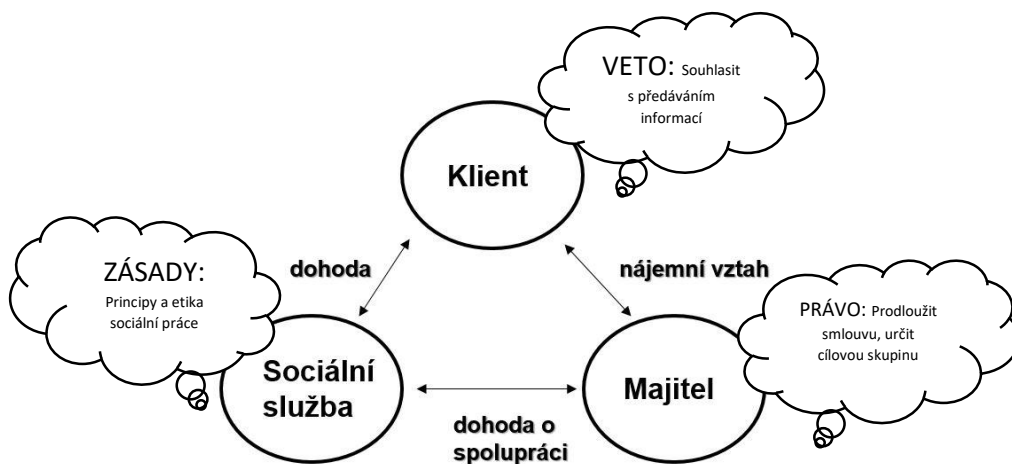 VETO: Souhlasit
s předáváním
informací
Klient
ZÁSADY:
Principy a etika
sociální práce
dohoda
nájemní vztah
PRÁVO: Prodloužit
smlouvu, určit
cílovou skupinu
Sociální
služba
Majitel
dohoda o
spolupráci